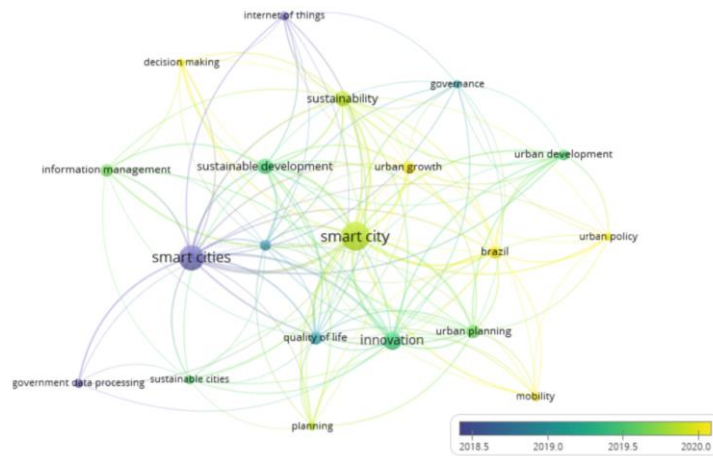 internet of things
decision making
governance
sustainability
urban development
information management
sustainable development
urban growth
smart city
urban policy
smart cities
brazil
quality of life
innovation
urban planning
government data processing
sustainable cities
mobility
planning
2018.5
2019.0
2019.5
2020.0